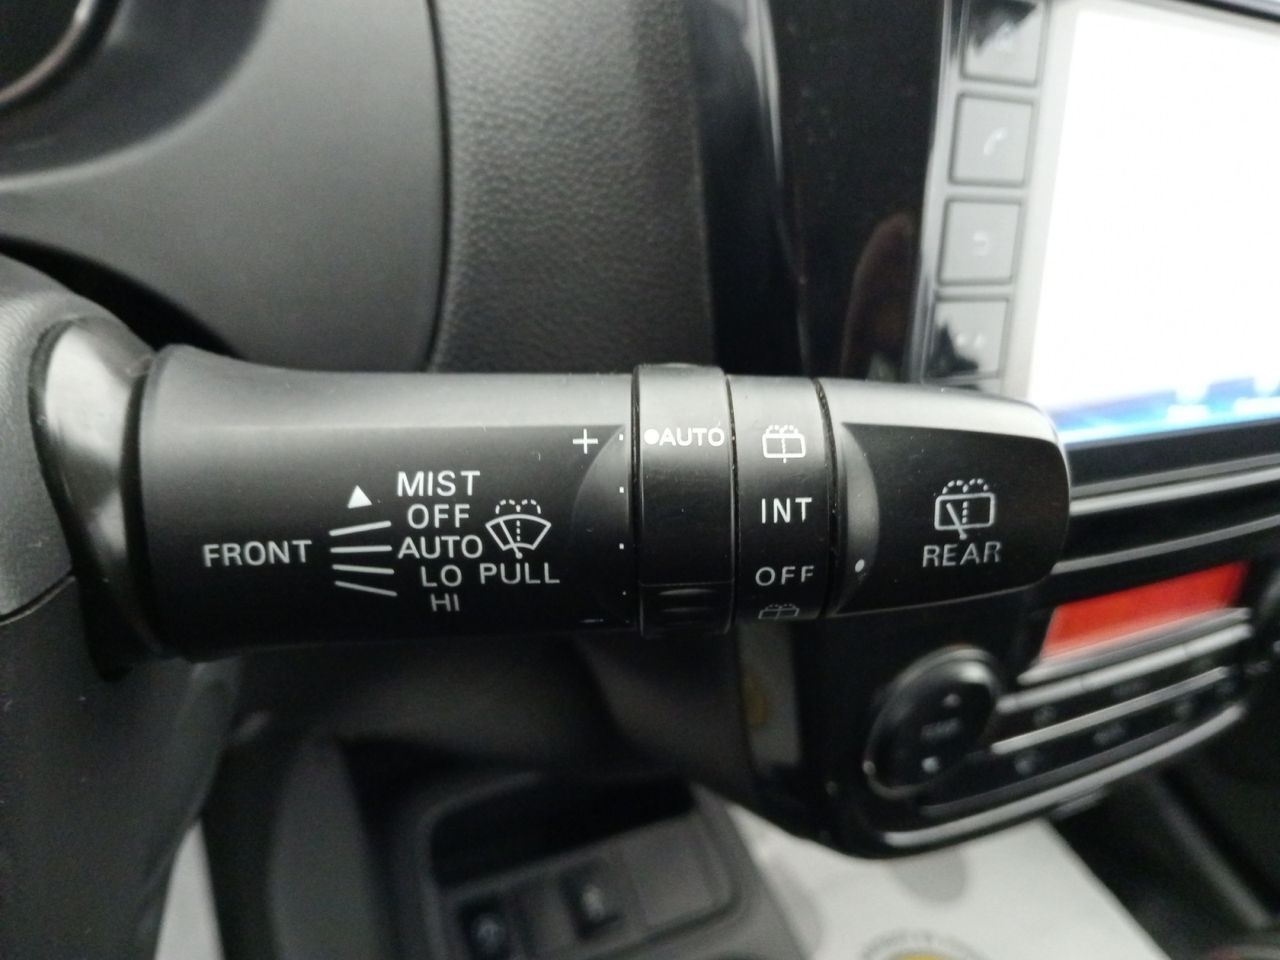 MIST
OFF
FRONT AUTO
LO PULL
HI
+ AUTO
-
INT
OFF
REAR